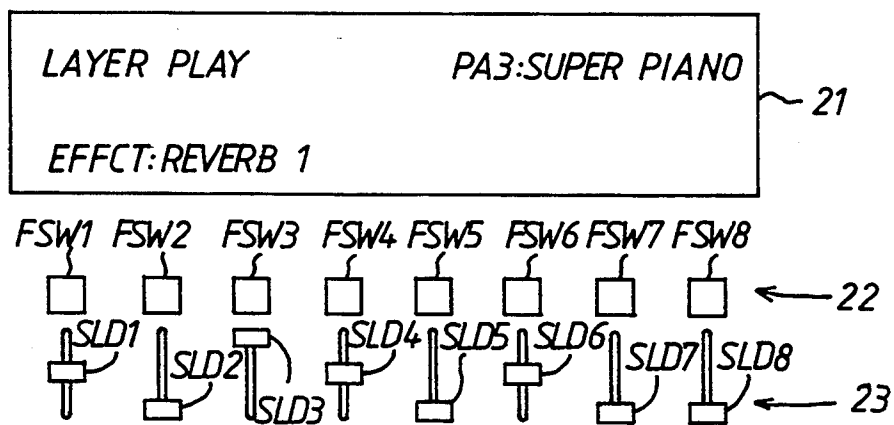 LAYER PLAY PA3:SUPER PIANO
21
EFFCT:REVERB 1
FSW1 FSW2 FSW3 FSW4 FSW5 FSW6 FSW7 FSW8
22
SLD1 SLD2 SLD3 SLD4 SLD5 SLD6 SLD7 SLD8
23